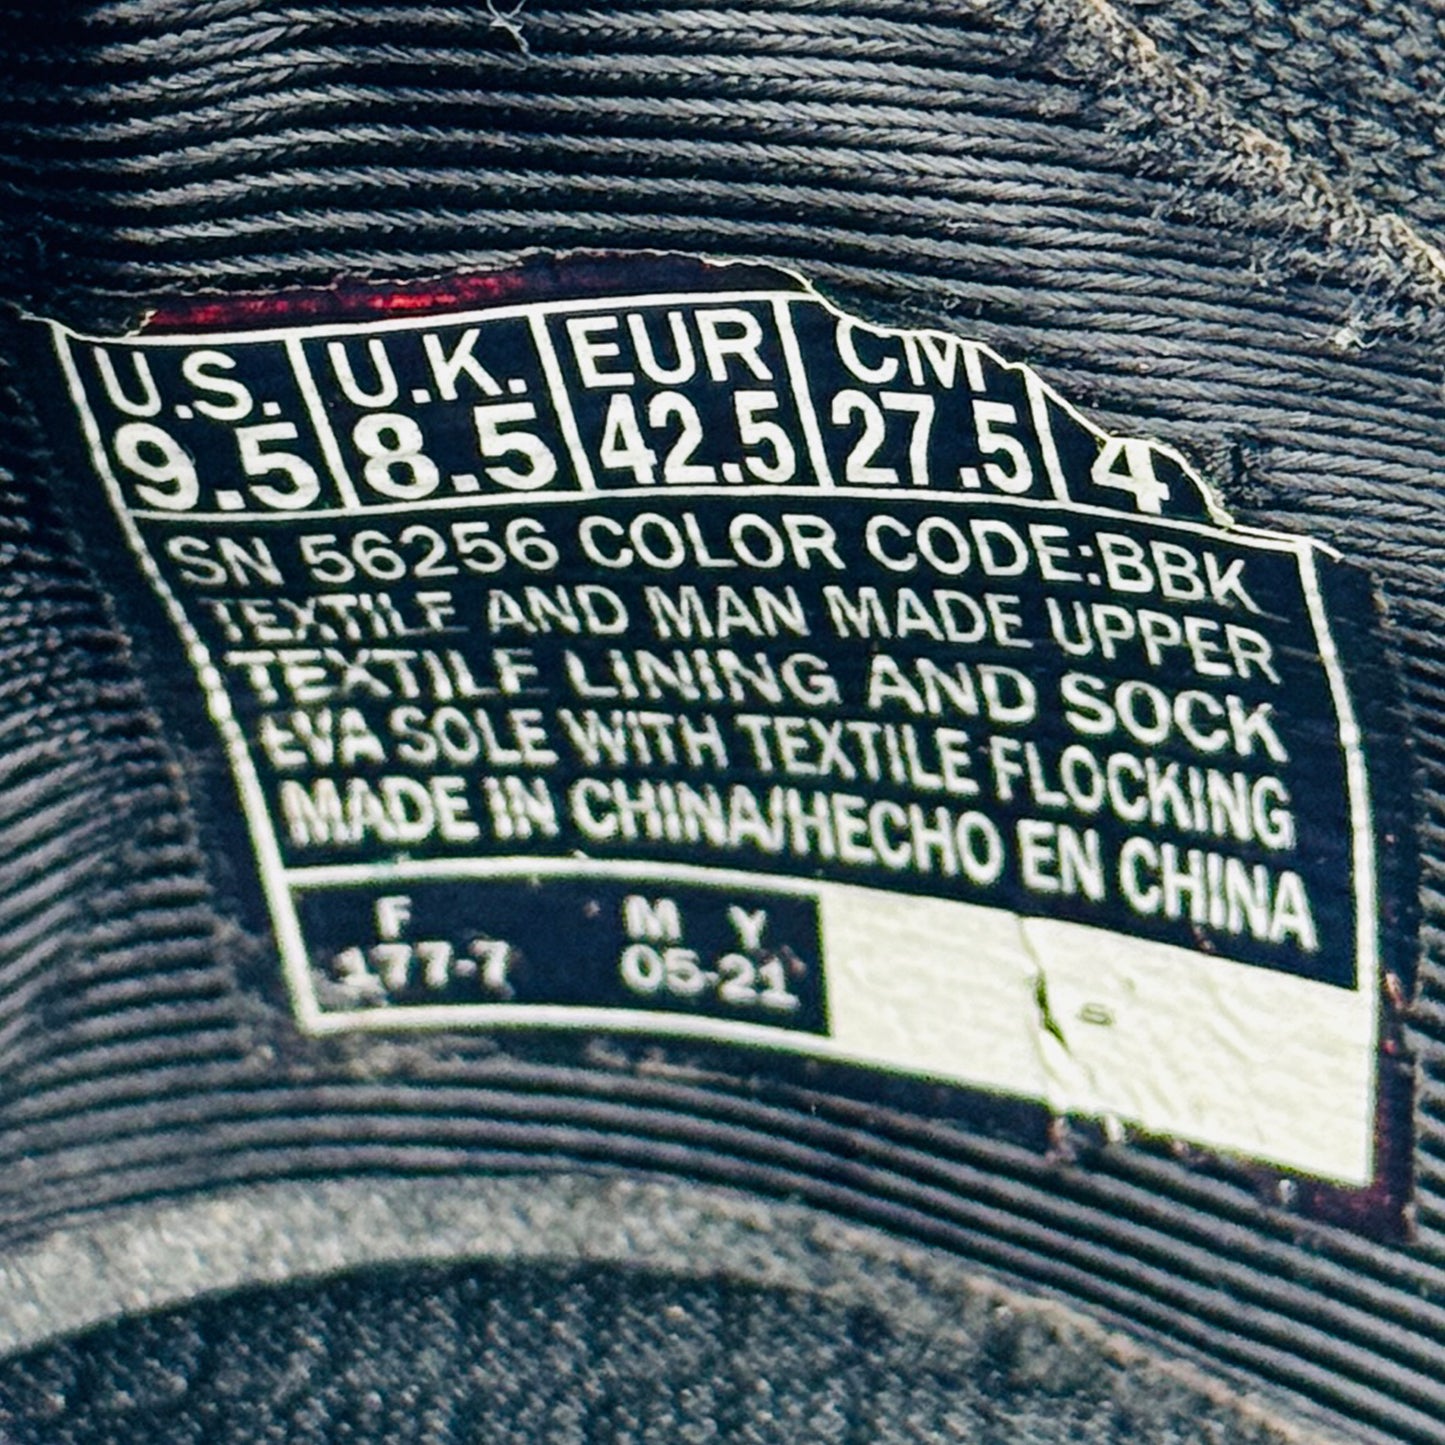 U.S. U.K. EUR CM
9.5 8.5 42.5 27.5 4
SN 56256 COLOR CODE:BBK
TEXTILE AND MAN MADE UPPER
TEXTILE LINING AND SOCK
EVA SOLE WITH TEXTILE FLOCKING
MADE IN CHINA/HECHO EN CHINA
F M Y
177-7 05-21